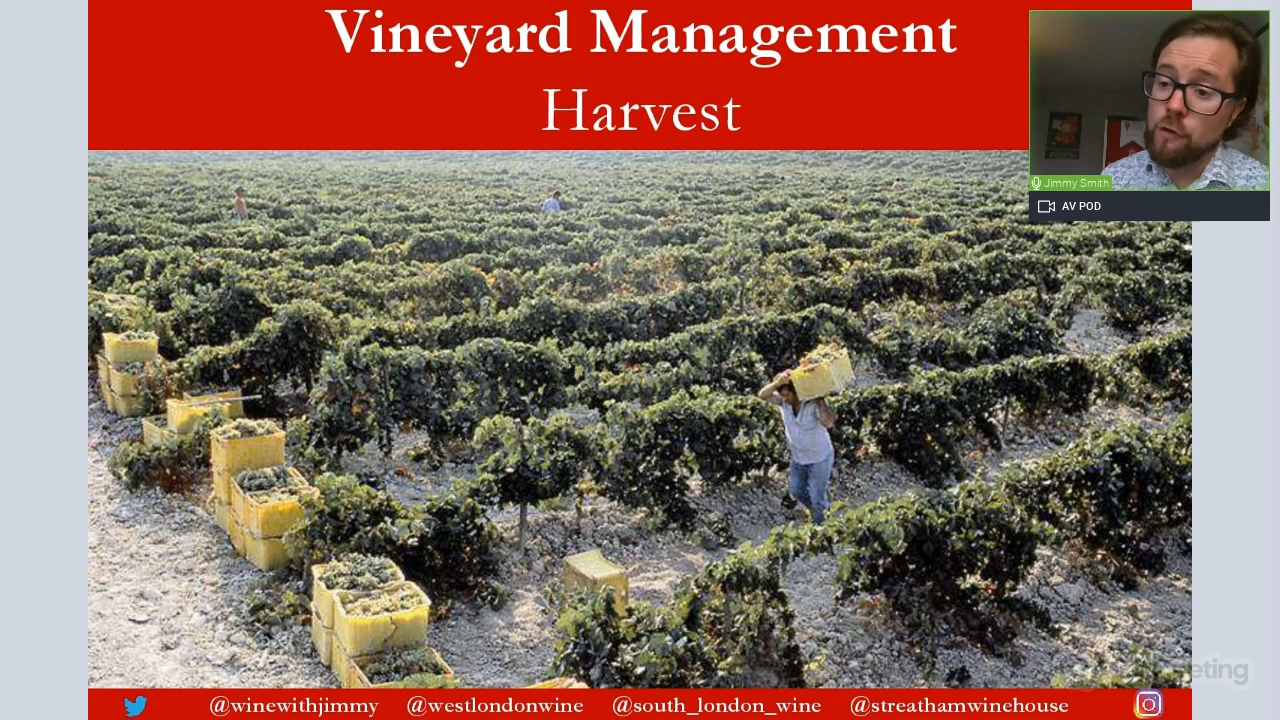 Vineyard Management
Harvest
Jimmy Smith
AV POD
@winewithjimmy @westlondonwine @south_london_wine @streathamwinehouse